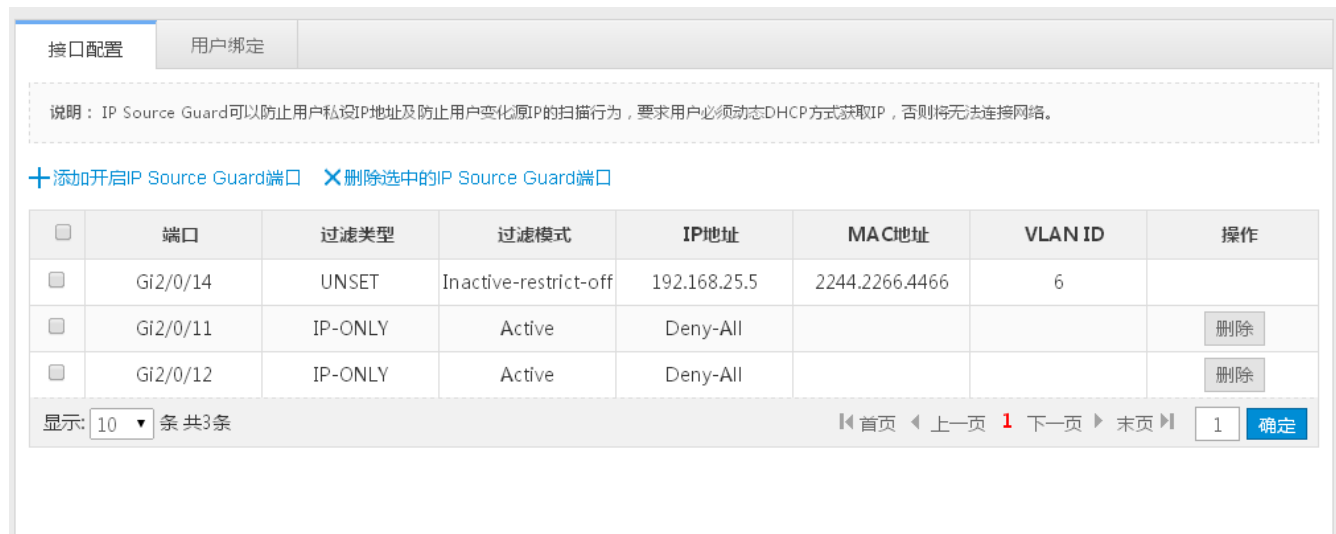 接口配置 用户绑定
说明：IP Source Guard可以防止用户私设IP地址及防止用户变化源IP的扫描行为，要求用户必须动态DHCP方式获取IP，否则将无法连接网络。
添加开启IP Source Guard端口 删除选中的IP Source Guard端口
端口 过滤类型 过滤模式 IP地址 MAC地址 VLAN ID 操作
Gi2/0/14 UNSET Inactive-restrict-off 192.168.25.5 2244.2266.4466 6
Gi2/0/11 IP-ONLY Active Deny-All 删除
Gi2/0/12 IP-ONLY Active Deny-All 删除
显示: 10 条 共3条 首页 上一页 1 下一页 末页 1 确定